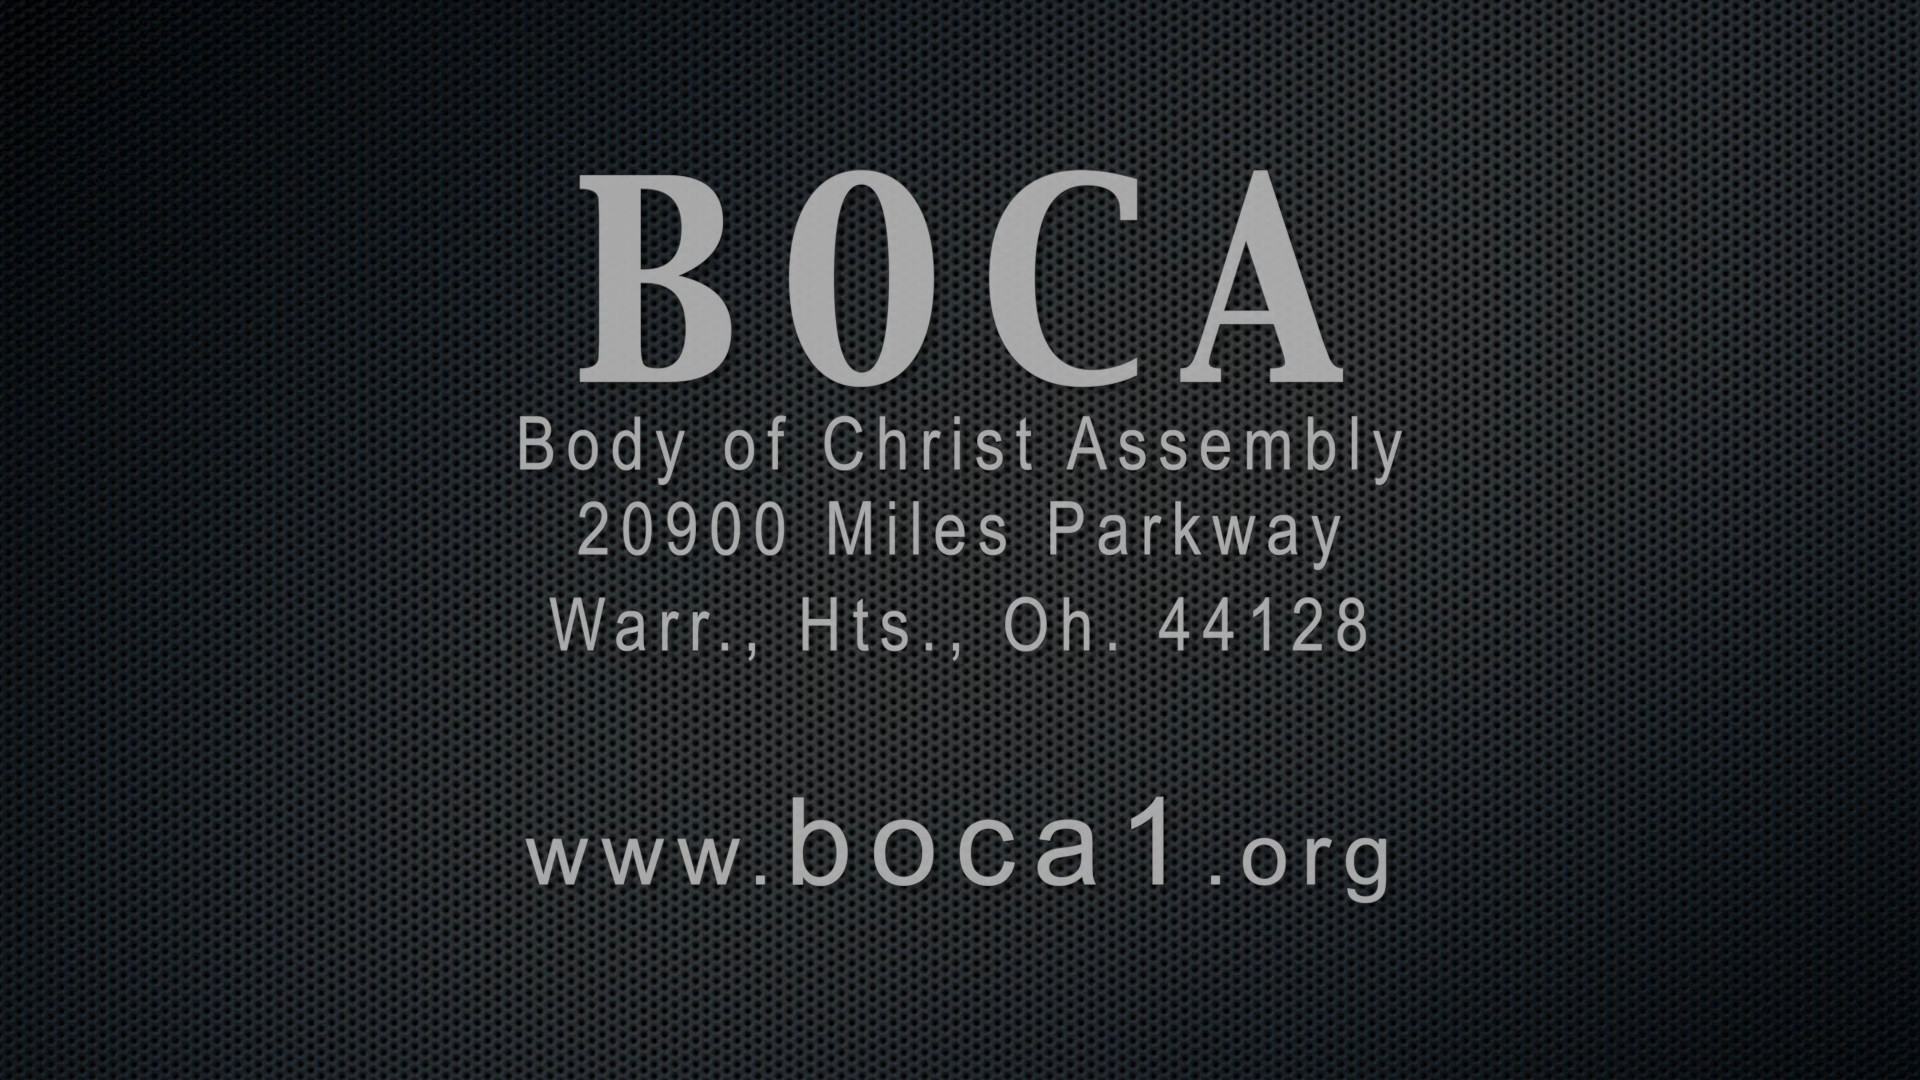 BOCA
Body of Christ Assembly
20900 Miles Parkway
Warr., Hts., Oh. 44128
www.boca1.org